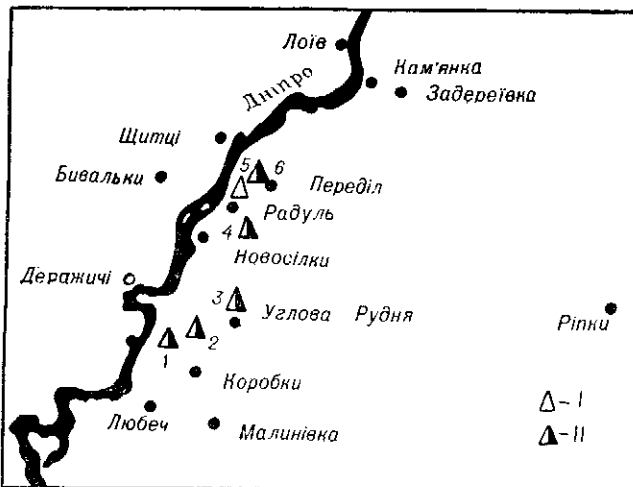 Лоїв
Кам'янка
Дніпро
Задереївка
Щитці
Бивальки
5 6
Переділ
Радуль
4
Новосілки
Деражичі
3
Углова Рудня
Ріпки
1 2
Коробки
Любеч
Малинівка
△-I
◭-II